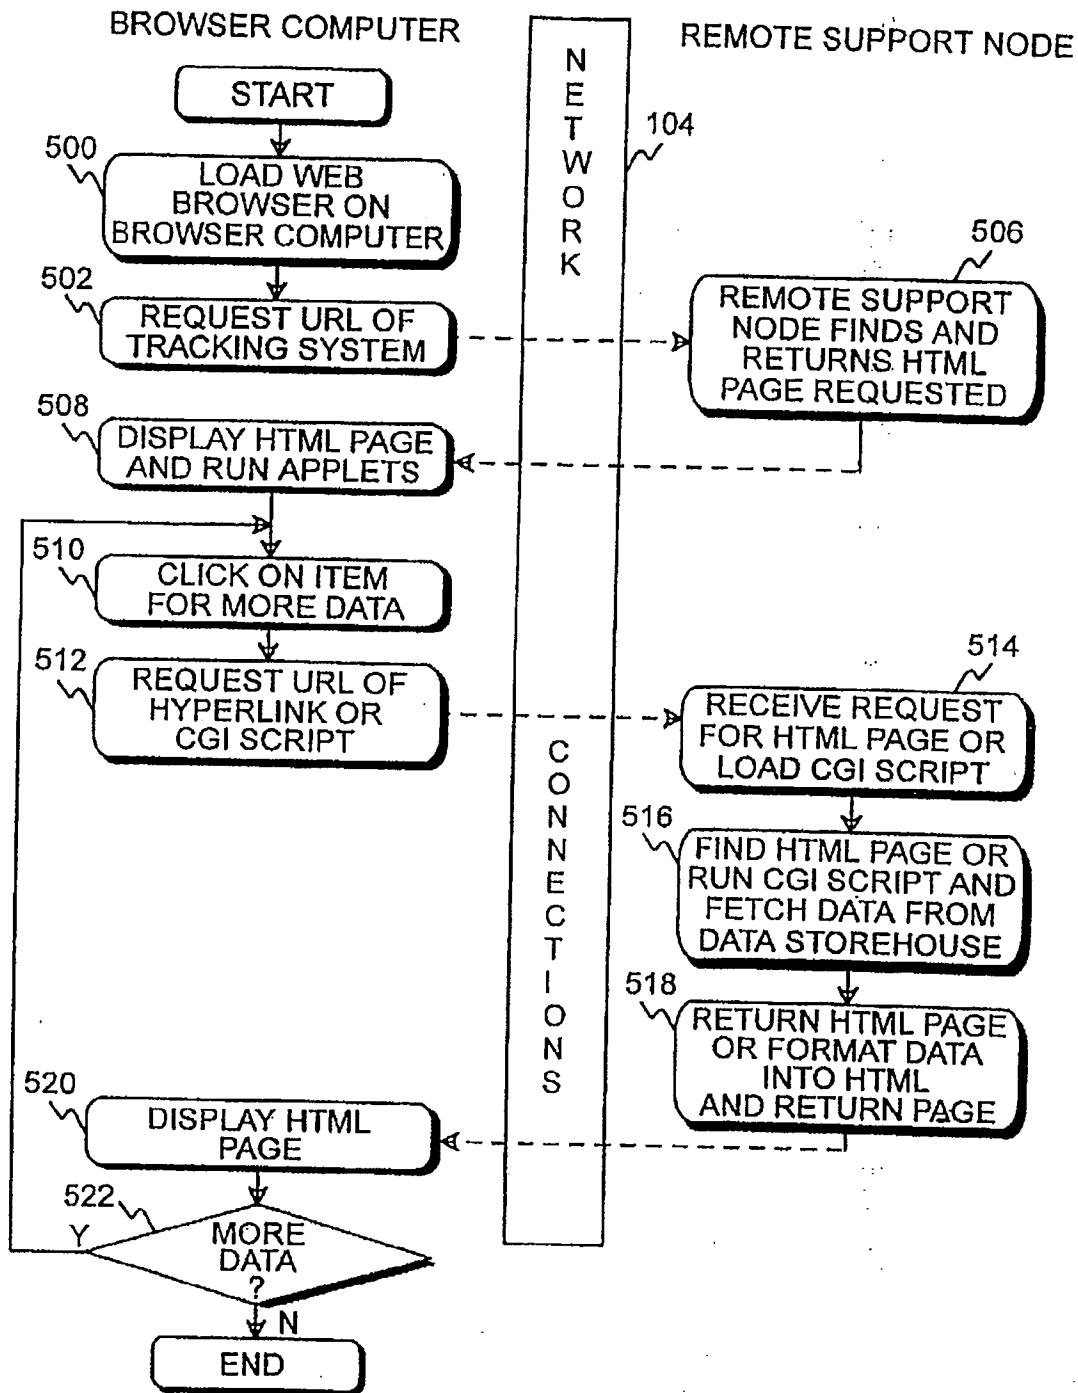 BROWSER COMPUTER
REMOTE SUPPORT NODE
START
500
LOAD WEB
BROWSER ON
BROWSER COMPUTER
502
REQUEST URL OF
TRACKING SYSTEM
NETWORK
104
506
REMOTE SUPPORT
NODE FINDS AND
RETURNS HTML
PAGE REQUESTED
508
DISPLAY HTML PAGE
AND RUN APPLETS
510
CLICK ON ITEM
FOR MORE DATA
512
REQUEST URL OF
HYPERLINK OR
CGI SCRIPT
CONNECTIONS
514
RECEIVE REQUEST
FOR HTML PAGE OR
LOAD CGI SCRIPT
516
FIND HTML PAGE OR
RUN CGI SCRIPT AND
FETCH DATA FROM
DATA STOREHOUSE
518
RETURN HTML PAGE
OR FORMAT DATA
INTO HTML
AND RETURN PAGE
520
DISPLAY HTML
PAGE
522
Y
MORE
DATA
?
N
END